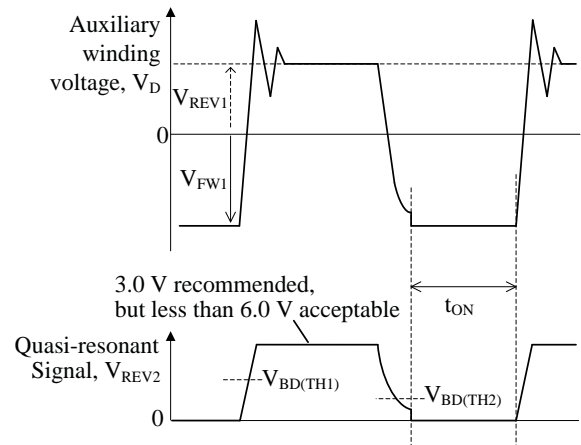 Auxiliary
winding
voltage, V_D
V_REV1
0
V_FW1
3.0 V recommended,
but less than 6.0 V acceptable
t_ON
Quasi-resonant
Signal, V_REV2
V_BD(TH1)
V_BD(TH2)
0